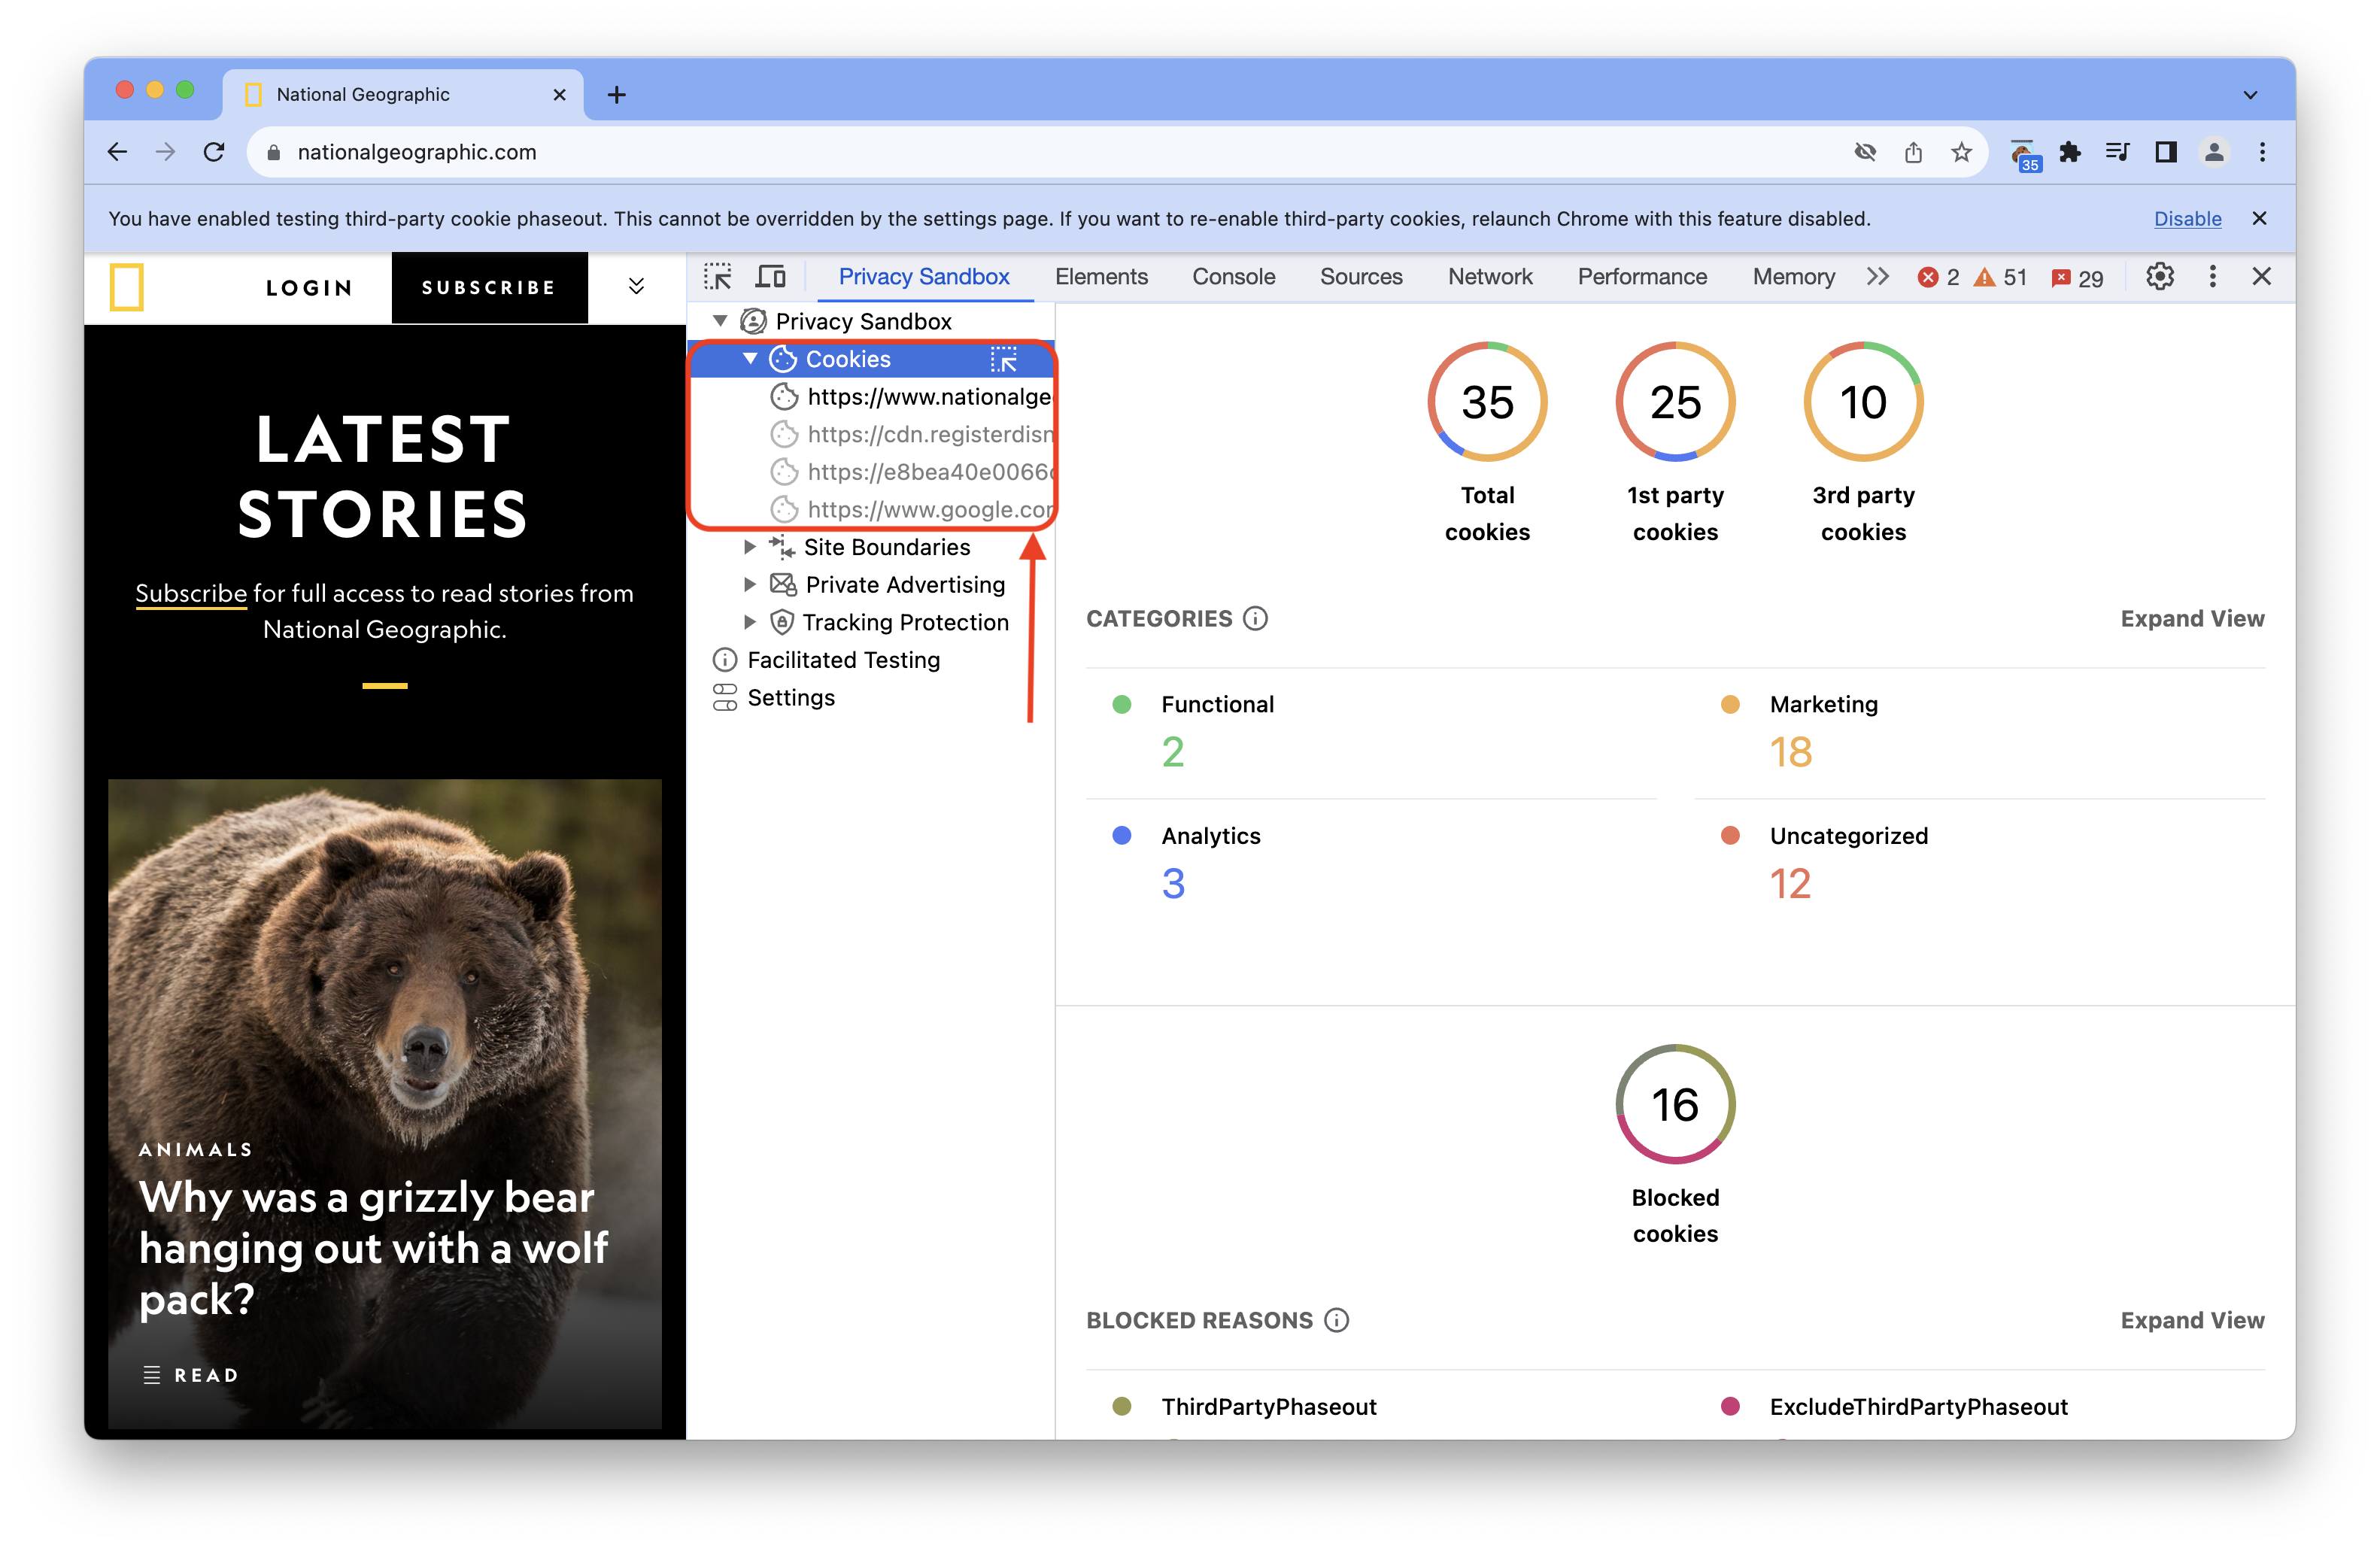 National Geographic
nationalgeographic.com
35
You have enabled testing third-party cookie phaseout. This cannot be overridden by the settings page. If you want to re-enable third-party cookies, relaunch Chrome with this feature disabled.
Disable
LOGIN
SUBSCRIBE
LATEST
STORIES
Subscribe for full access to read stories from
National Geographic.
ANIMALS
Why was a grizzly bear
hanging out with a wolf
pack?
READ
Privacy Sandbox
Elements
Console
Sources
Network
Performance
Memory
2
51
29
Privacy Sandbox
Cookies
https://www.nationalge
https://cdn.registerdisn
https://e8bea40e0066
https://www.google.co
Site Boundaries
Private Advertising
Tracking Protection
Facilitated Testing
Settings
35
Total
cookies
25
1st party
cookies
10
3rd party
cookies
CATEGORIES
Expand View
Functional
2
Marketing
18
Analytics
3
Uncategorized
12
16
Blocked
cookies
BLOCKED REASONS
Expand View
ThirdPartyPhaseout
ExcludeThirdPartyPhaseout